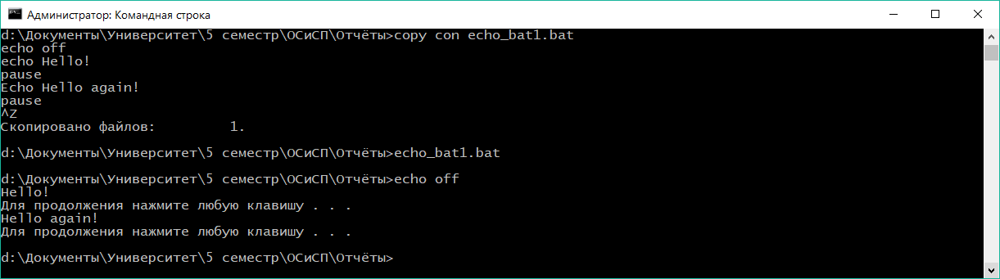 Администратор: Командная строка
d:\Документы\Университет\5 семестр\ОСиСП\Отчёты>copy con echo_bat1.bat
echo off
echo Hello!
pause
Echo Hello again!
pause
^Z
Скопировано файлов:         1.
d:\Документы\Университет\5 семестр\ОСиСП\Отчёты>echo_bat1.bat
d:\Документы\Университет\5 семестр\ОСиСП\Отчёты>echo off
Hello!
Для продолжения нажмите любую клавишу . . .
Hello again!
Для продолжения нажмите любую клавишу . . .
d:\Документы\Университет\5 семестр\ОСиСП\Отчёты>